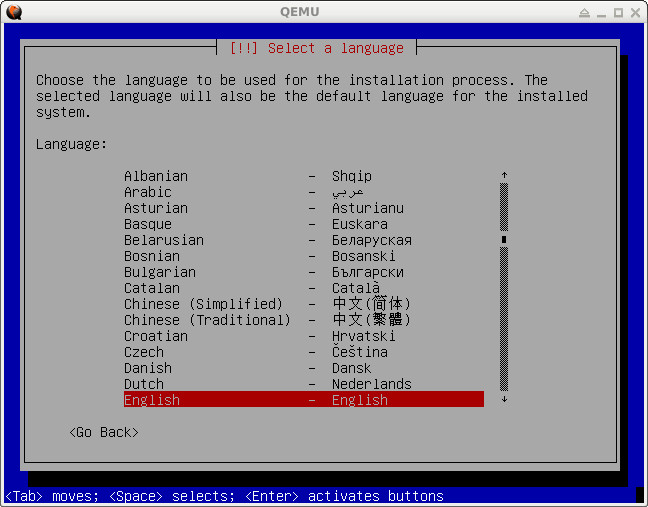 QEMU
[!!] Select a language
Choose the language to be used for the installation process. The
selected language will also be the default language for the installed
system.
Language:
Albanian - Shqip
Arabic - عربي
Asturian - Asturianu
Basque - Euskara
Belarusian - Беларуская
Bosnian - Bosanski
Bulgarian - Български
Catalan - Català
Chinese (Simplified) - 中文(简体)
Chinese (Traditional) - 中文(繁體)
Croatian - Hrvatski
Czech - Čeština
Danish - Dansk
Dutch - Nederlands
English - English
<Go Back>
<Tab> moves; <Space> selects; <Enter> activates buttons